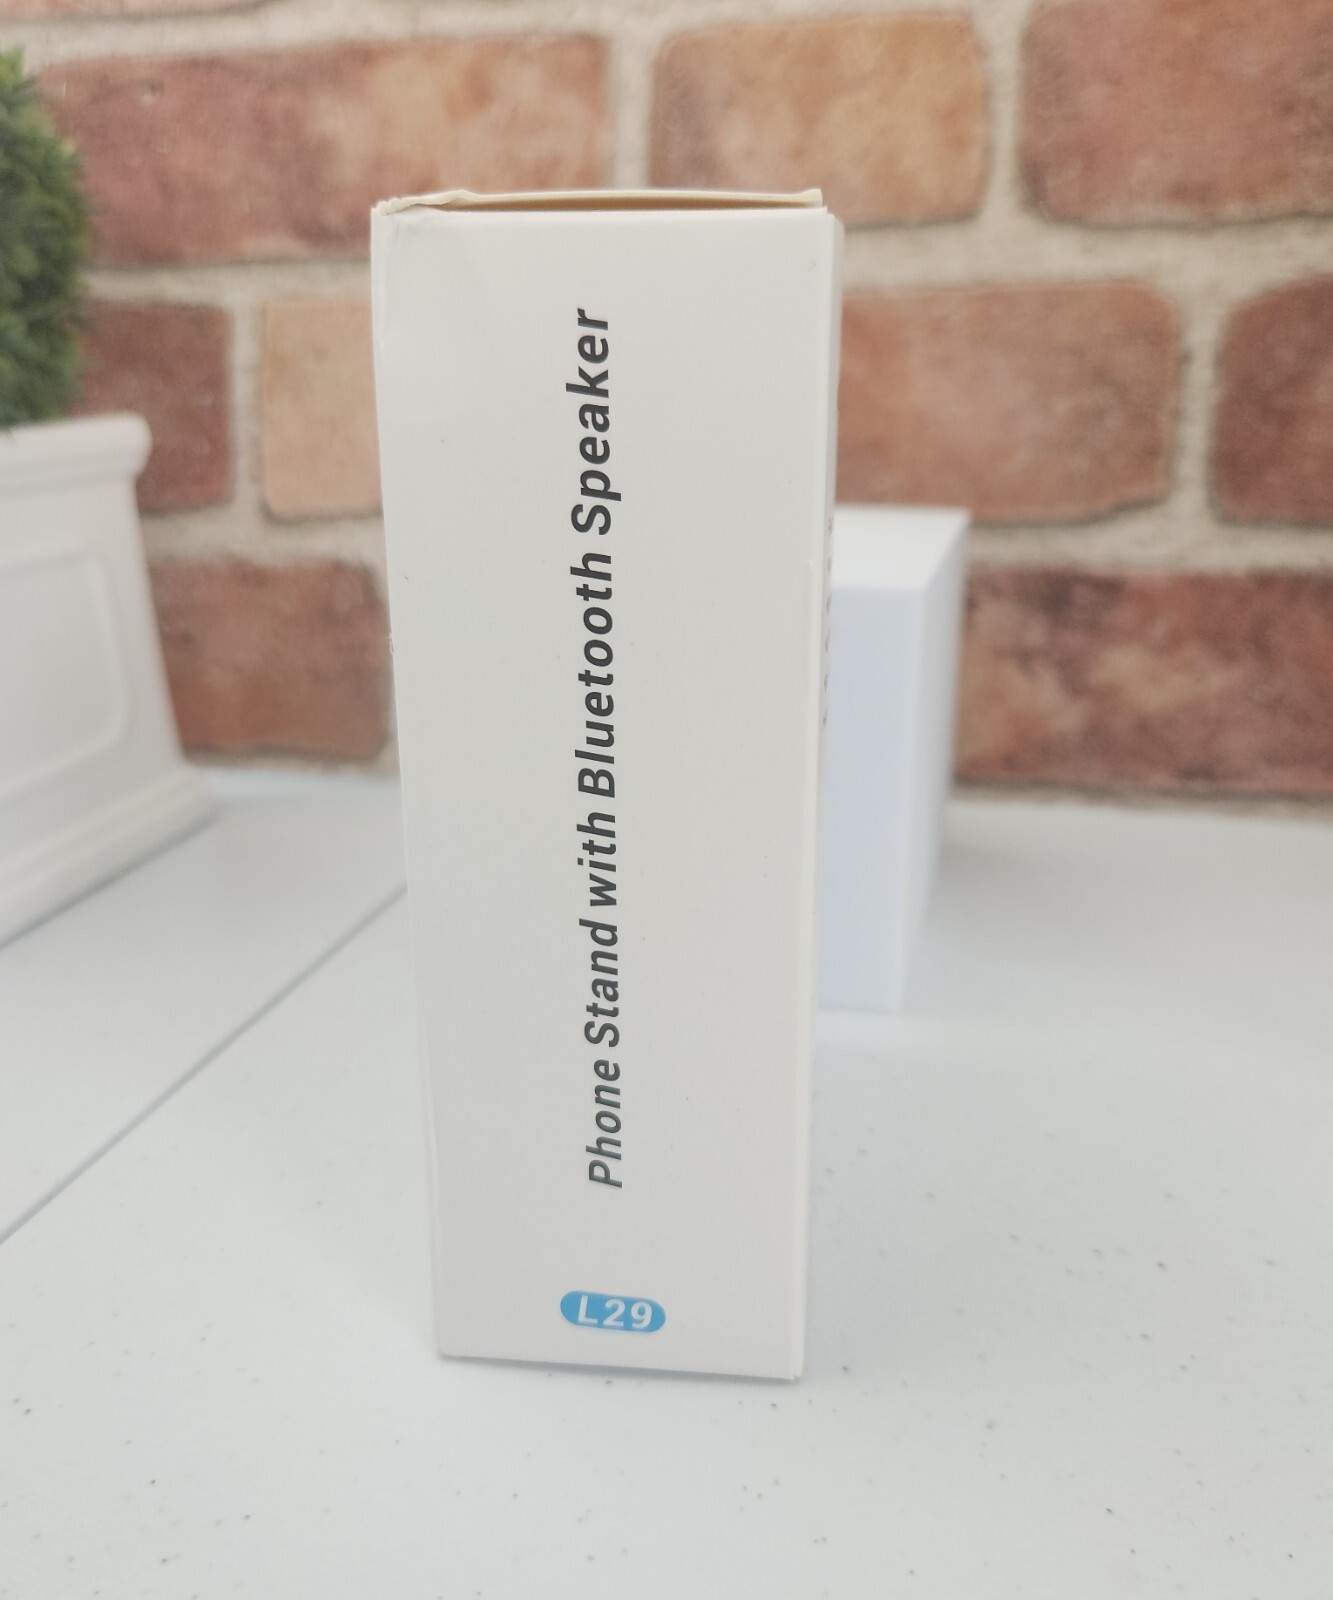 Phone Stand with Bluetooth Speaker
L29